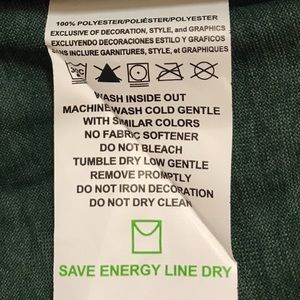 100% POLYESTER/POLIÉSTER/POLYESTER
EXCLUSIVE OF DECORATION, STYLE, and GRAPHICS
EXCLUYENDO DECORACIONES ESTILO Y GRAFICOS
SANS INCLURE GARNITURES, STYLE, et GRAPHIQUES
WASH INSIDE OUT
MACHINE WASH COLD GENTLE
WITH SIMILAR COLORS
NO FABRIC SOFTENER
DO NOT BLEACH
TUMBLE DRY LOW GENTLE
REMOVE PROMPTLY
DO NOT IRON DECORATION
DO NOT DRY CLEAN
SAVE ENERGY LINE DRY